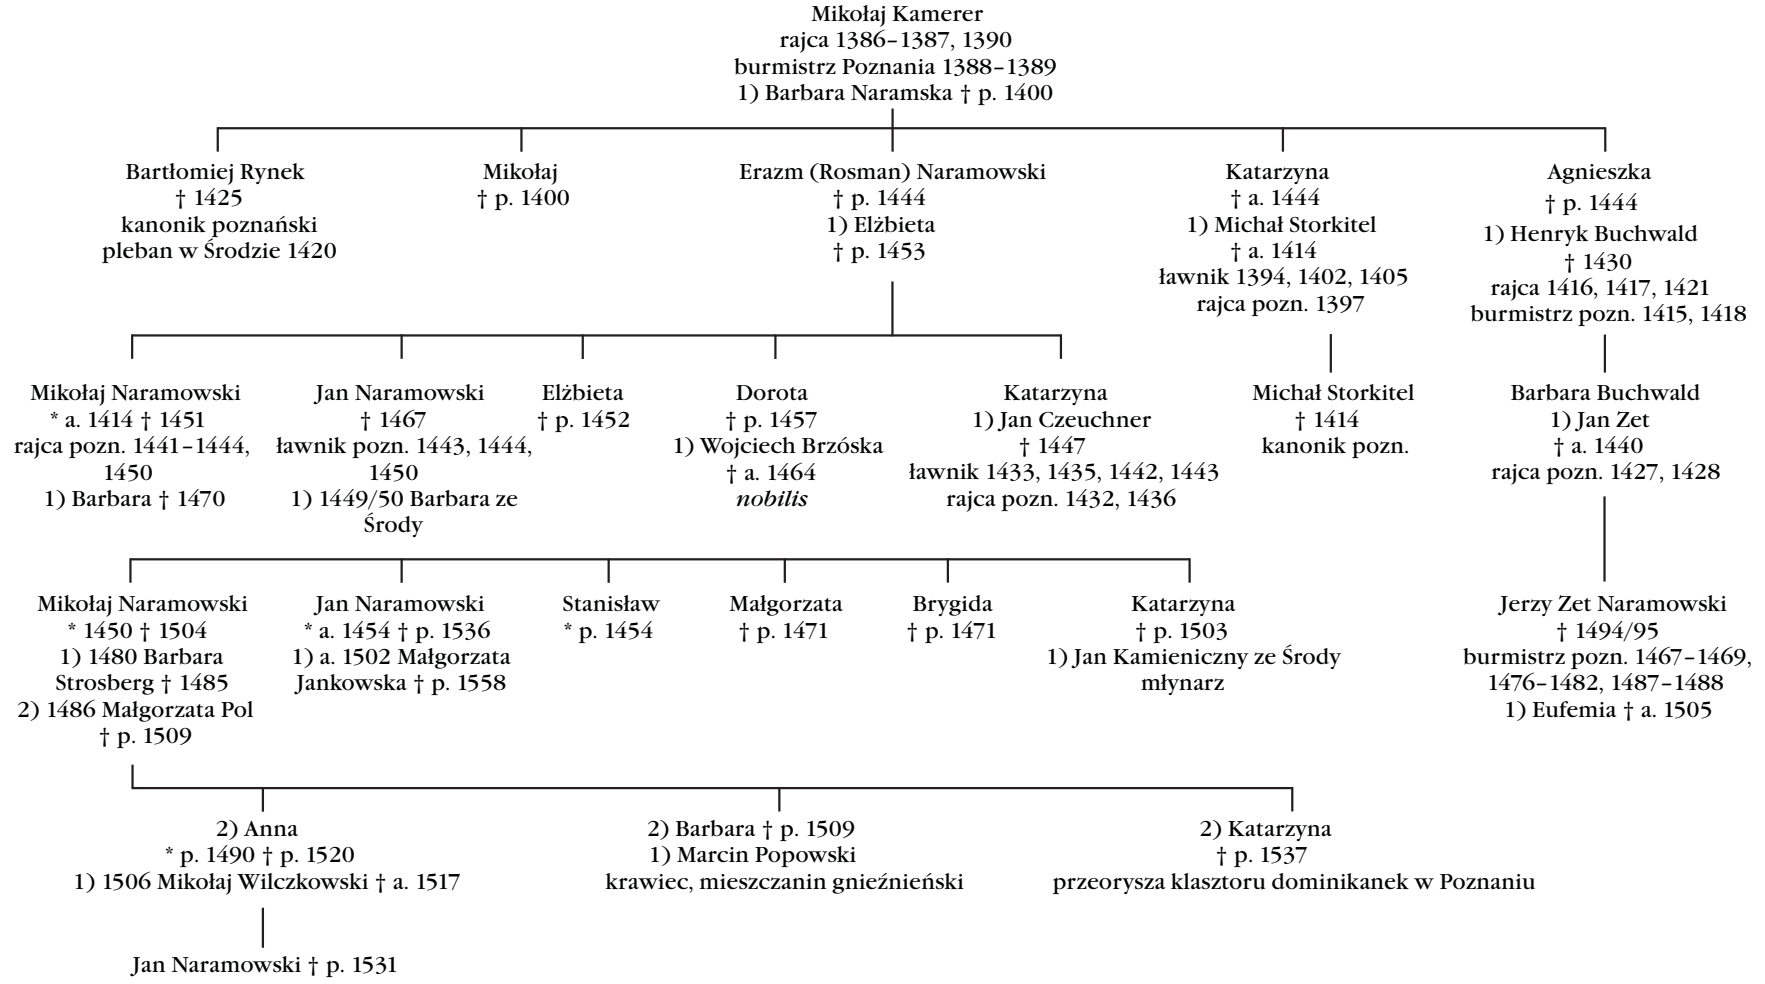 Mikołaj Kamerer
rajca 1386–1387, 1390
burmistrz Poznania 1388–1389
1) Barbara Naramska † p. 1400
Bartłomiej Rynek
† 1425
kanonik poznański
pleban w Środzie 1420
Mikołaj
† p. 1400
Erazm (Rosman) Naramowski
† p. 1444
1) Elżbieta
† p. 1453
Katarzyna
† a. 1444
1) Michał Storkitel
† a. 1414
ławnik 1394, 1402, 1405
rajca pozn. 1397
Agnieszka
† p. 1444
1) Henryk Buchwald
† 1430
rajca 1416, 1417, 1421
burmistrz pozn. 1415, 1418
Mikołaj Naramowski
* a. 1414 † 1451
rajca pozn. 1441–1444,
1450
1) Barbara † 1470
Jan Naramowski
† 1467
ławnik pozn. 1443, 1444,
1450
1) 1449/50 Barbara ze
Środy
Elżbieta
† p. 1452
Dorota
† p. 1457
1) Wojciech Brzóska
† a. 1464
nobilis
Katarzyna
1) Jan Czeuchner
† 1447
ławnik 1433, 1435, 1442, 1443
rajca pozn. 1432, 1436
Michał Storkitel
† 1414
kanonik pozn.
Barbara Buchwald
1) Jan Zet
† a. 1440
rajca pozn. 1427, 1428
Mikołaj Naramowski
* 1450 † 1504
1) 1480 Barbara
Strosberg † 1485
2) 1486 Małgorzata Pol
† p. 1509
Jan Naramowski
* a. 1454 † p. 1536
1) a. 1502 Małgorzata
Jankowska † p. 1558
Stanisław
* p. 1454
Małgorzata
† p. 1471
Brygida
† p. 1471
Katarzyna
† p. 1503
1) Jan Kamieniczny ze Środy
młynarz
Jerzy Zet Naramowski
† 1494/95
burmistrz pozn. 1467–1469,
1476–1482, 1487–1488
1) Eufemia † a. 1505
2) Anna
* p. 1490 † p. 1520
1) 1506 Mikołaj Wilczkowski † a. 1517
2) Barbara † p. 1509
1) Marcin Popowski
krawiec, mieszczanin gnieźnieński
2) Katarzyna
† p. 1537
przeorysza klasztoru dominikanek w Poznaniu
Jan Naramowski † p. 1531